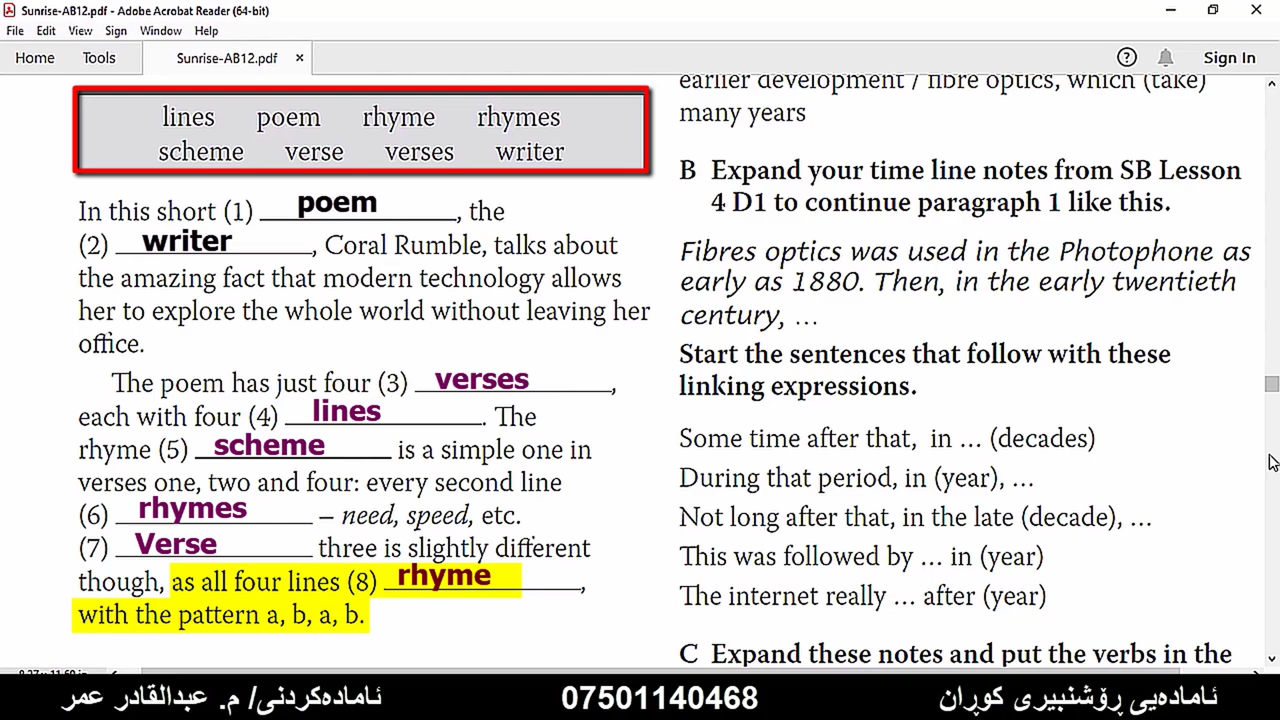 Sunrise-AB12.pdf - Adobe Acrobat Reader (64-bit)
File Edit View Sign Window Help
Home Tools Sunrise-AB12.pdf × Sign In
lines poem rhyme rhymes
scheme verse verses writer
In this short (1) poem, the
(2) writer, Coral Rumble, talks about
the amazing fact that modern technology allows
her to explore the whole world without leaving her
office.
The poem has just four (3) verses,
each with four (4) lines. The
rhyme (5) scheme is a simple one in
verses one, two and four: every second line
(6) rhymes – need, speed, etc.
(7) Verse three is slightly different
though, as all four lines (8) rhyme,
with the pattern a, b, a, b.
earlier development / fibre optics, which (take)
many years
B Expand your time line notes from SB Lesson
4 D1 to continue paragraph 1 like this.
Fibres optics was used in the Photophone as
early as 1880. Then, in the early twentieth
century, ...
Start the sentences that follow with these
linking expressions.
Some time after that, in ... (decades)
During that period, in (year), ...
Not long after that, in the late (decade), ...
This was followed by ... in (year)
The internet really ... after (year)
C Expand these notes and put the verbs in the
ئامادەیی ڕۆشنبیری کوڕان
07501140468
ئامادەکردنی/ م. عبدالقادر عمر